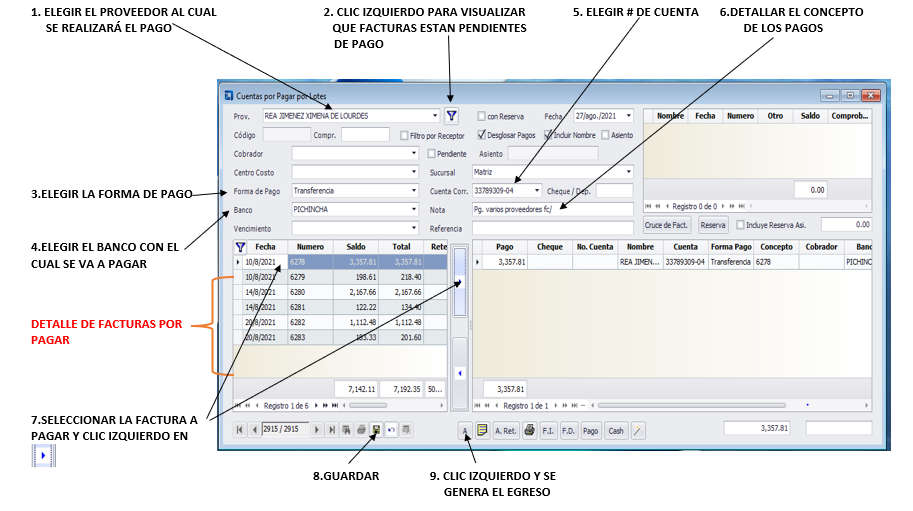 1. ELEGIR EL PROVEEDOR AL CUAL
SE REALIZARÁ EL PAGO
2. CLIC IZQUIERDO PARA VISUALIZAR
QUE FACTURAS ESTAN PENDIENTES
DE PAGO
5. ELEGIR # DE CUENTA
6.DETALLAR EL CONCEPTO
DE LOS PAGOS
Cuentas por Pagar por Lotes
Prov. REA JIMENEZ XIMENA DE LOURDES con Reserva Fecha 27/ago./2021
Código Compr. Filtro por Receptor Desglosar Pagos Incluir Nombre Asiento
Cobrador Pendiente Asiento
Centro Costo Sucursal Matriz
Forma de Pago Transferencia Cuenta Corr. 33789309-04 Cheque / Dep.
Banco PICHINCHA Nota Pg. varios proveedores fc/
Vencimiento Referencia
Nombre Fecha Numero Otro Saldo Comprob...
0.00
Registro 0 de 0
Cruce de Fact. Reserva Incluye Reserva Asi. 0.00
3.ELEGIR LA FORMA DE PAGO
4.ELEGIR EL BANCO CON EL
CUAL SE VA A PAGAR
DETALLE DE FACTURAS POR
PAGAR
7.SELECCIONAR LA FACTURA A
PAGAR Y CLIC IZQUIERDO EN
Fecha Numero Saldo Total Rete
10/8/2021 6278 3,357.81 3,357.81
10/8/2021 6279 198.61 218.40
14/8/2021 6280 2,167.66 2,167.66
14/8/2021 6281 122.22 134.40
20/8/2021 6282 1,112.48 1,112.48
20/8/2021 6283 183.33 201.60
7,142.11 7,192.35 50...
Registro 1 de 6
Pago Cheque No. Cuenta Nombre Cuenta Forma Pago Concepto Cobrador Banc
3,357.81 REA JIMEN... 33789309-04 Transferencia 6278 PICHINC
3,357.81
Registro 1 de 1
2915 / 2915
A A. Ret. F.I. F.D. Pago Cash 3,357.81
8.GUARDAR
9. CLIC IZQUIERDO Y SE
GENERA EL EGRESO